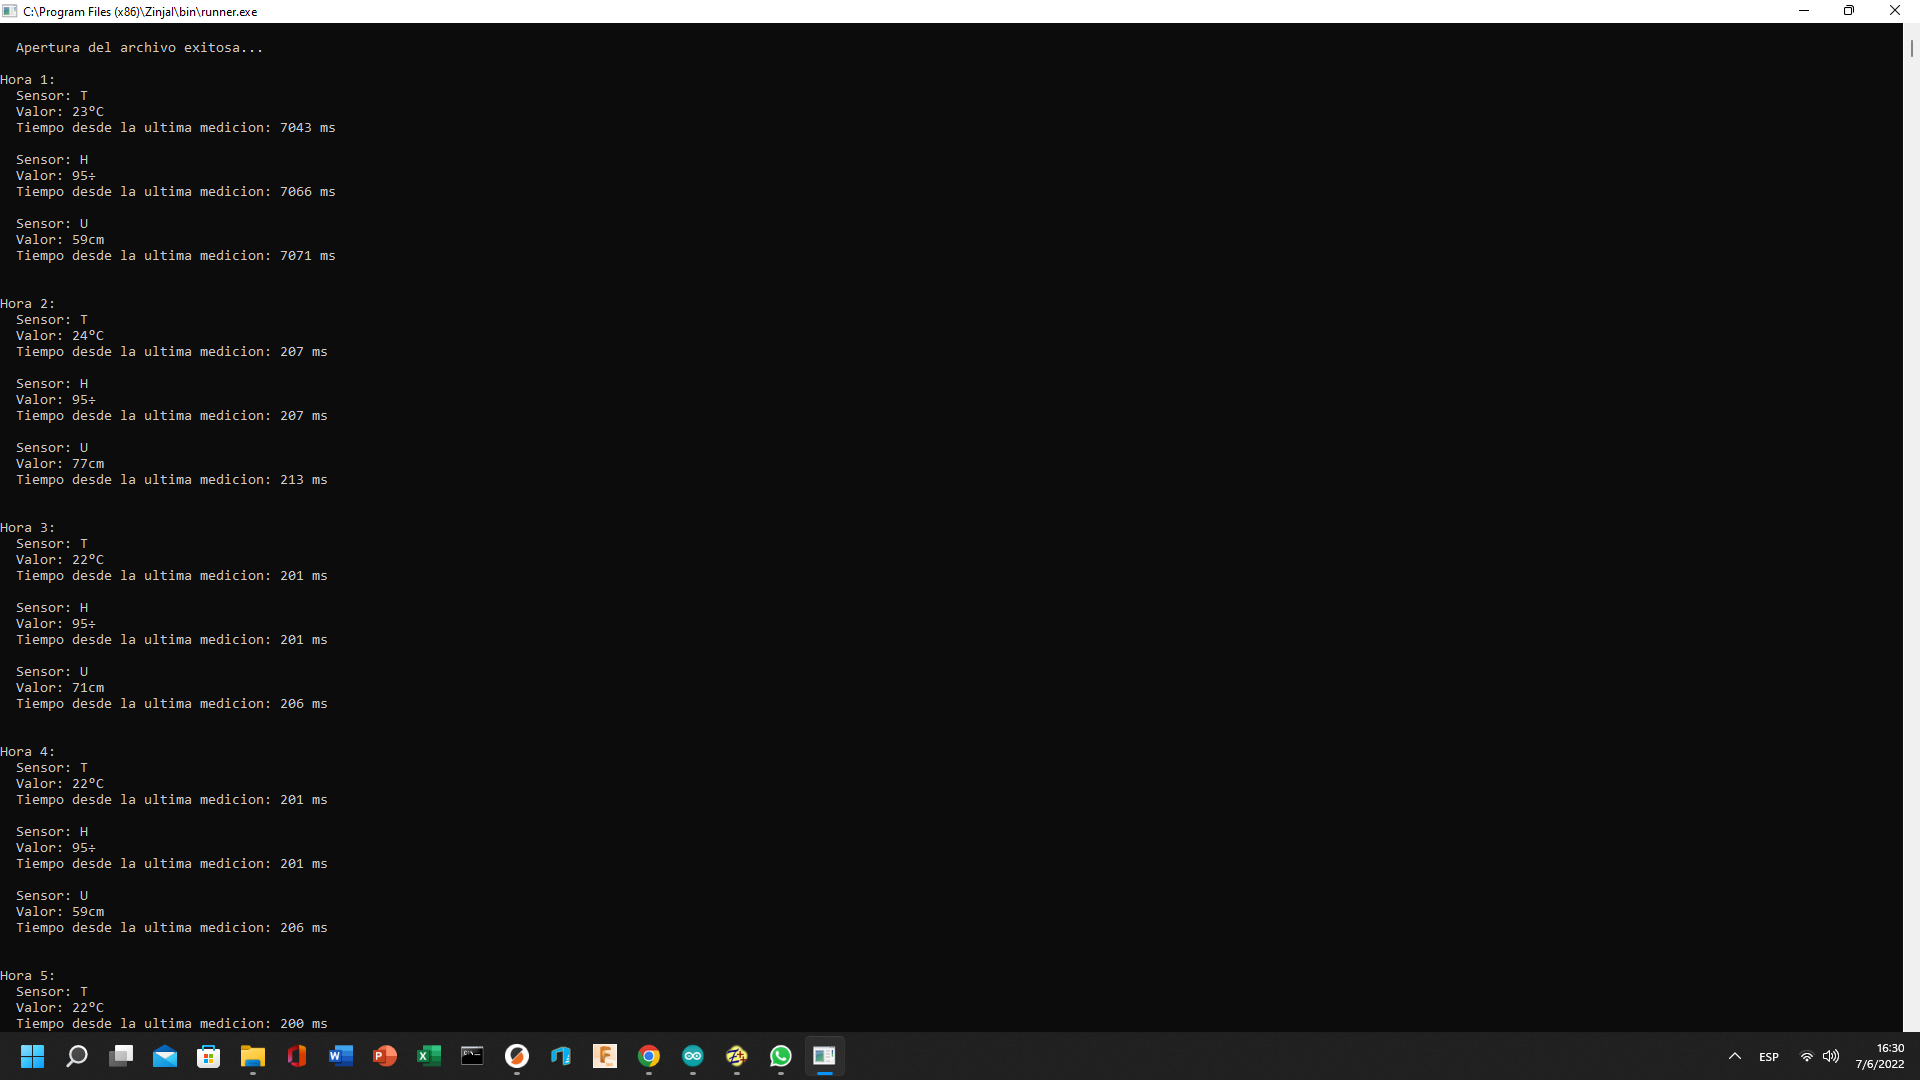 C:\Program Files (x86)\Zinjal\bin\runner.exe
Apertura del archivo exitosa...
Hora 1:
Sensor: T
Valor: 23ºC
Tiempo desde la ultima medicion: 7043 ms
Sensor: H
Valor: 95÷
Tiempo desde la ultima medicion: 7066 ms
Sensor: U
Valor: 59cm
Tiempo desde la ultima medicion: 7071 ms
Hora 2:
Sensor: T
Valor: 24ºC
Tiempo desde la ultima medicion: 207 ms
Sensor: H
Valor: 95÷
Tiempo desde la ultima medicion: 207 ms
Sensor: U
Valor: 77cm
Tiempo desde la ultima medicion: 213 ms
Hora 3:
Sensor: T
Valor: 22ºC
Tiempo desde la ultima medicion: 201 ms
Sensor: H
Valor: 95÷
Tiempo desde la ultima medicion: 201 ms
Sensor: U
Valor: 71cm
Tiempo desde la ultima medicion: 206 ms
Hora 4:
Sensor: T
Valor: 22ºC
Tiempo desde la ultima medicion: 201 ms
Sensor: H
Valor: 95÷
Tiempo desde la ultima medicion: 201 ms
Sensor: U
Valor: 59cm
Tiempo desde la ultima medicion: 206 ms
Hora 5:
Sensor: T
Valor: 22ºC
Tiempo desde la ultima medicion: 200 ms
ESP
16:30
7/6/2022